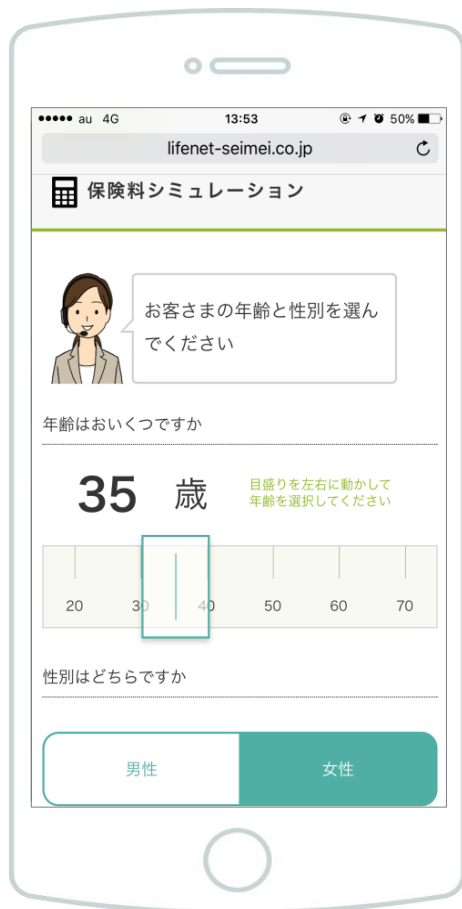 ●●●●● au 4G 13:53 50%
lifenet-seimei.co.jp
保険料シミュレーション
お客さまの年齢と性別を選ん
でください
年齢はおいくつですか
35 歳
目盛りを左右に動かして
年齢を選択してください
20 30 40 50 60 70
性別はどちらですか
男性 女性